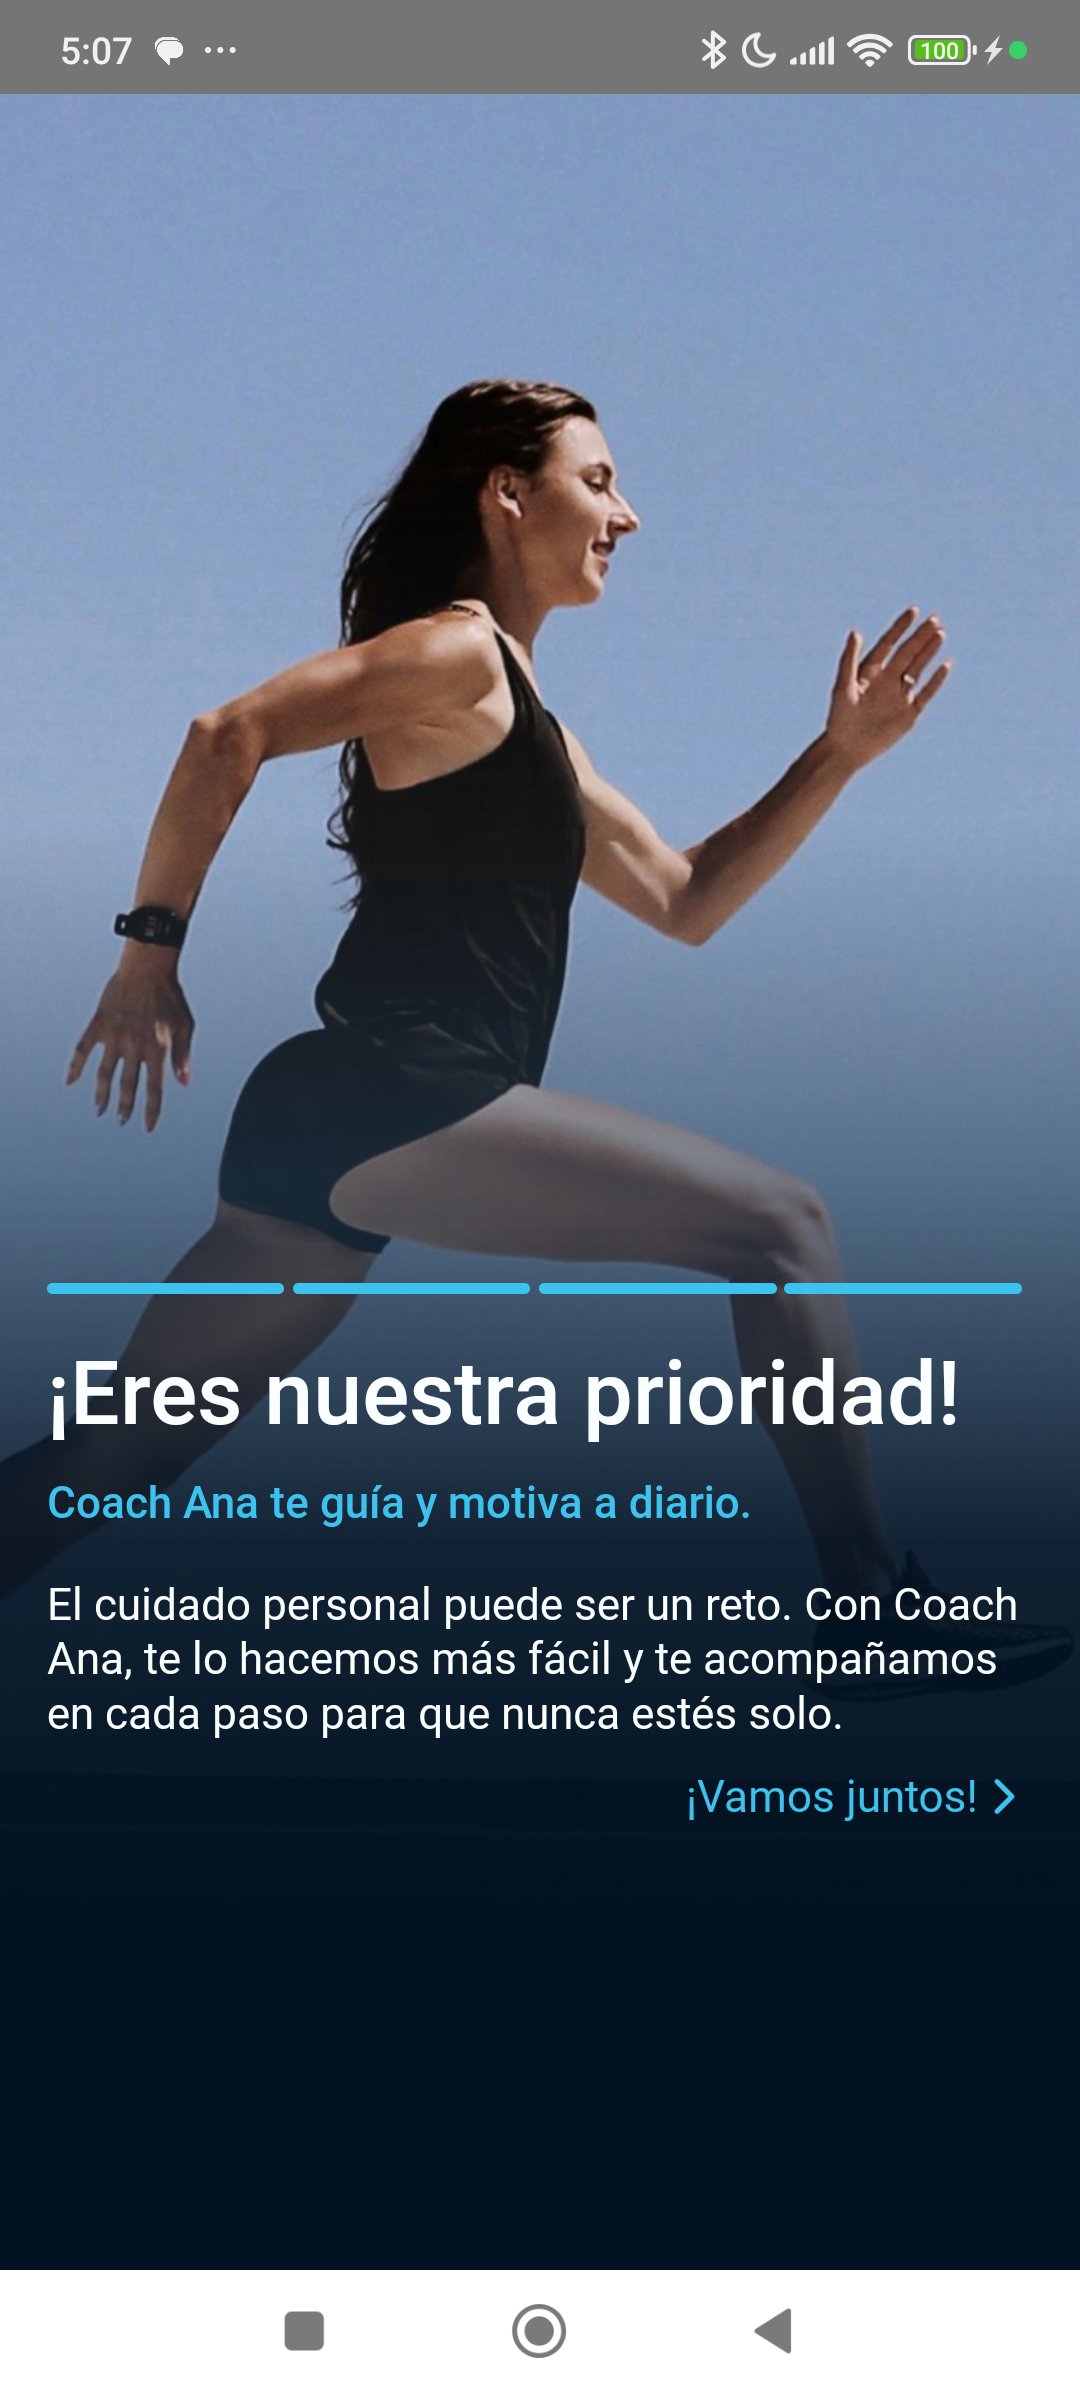 5:07
100
¡Eres nuestra prioridad!
Coach Ana te guía y motiva a diario.
El cuidado personal puede ser un reto. Con Coach
Ana, te lo hacemos más fácil y te acompañamos
en cada paso para que nunca estés solo.
¡Vamos juntos!